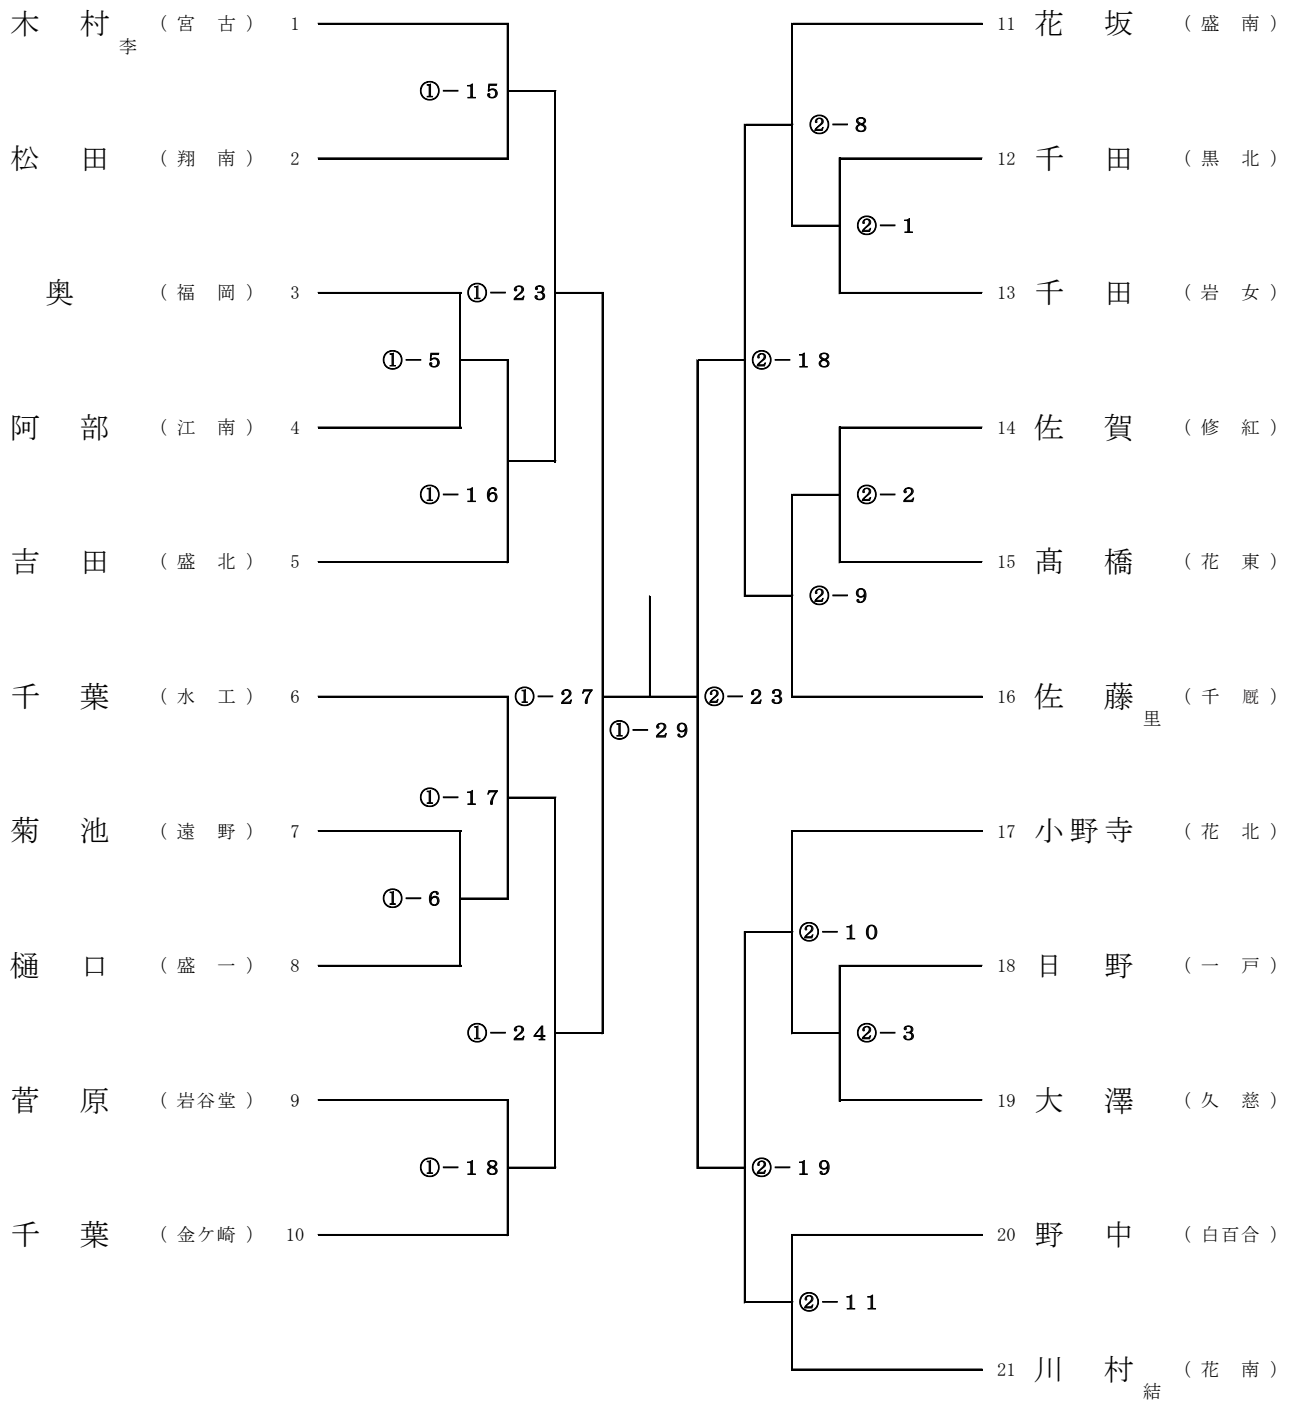 木村李 (宮古) 1
①－15
松田 (翔南) 2
奥 (福岡) 3
①－23
①－5
阿部 (江南) 4
①－16
吉田 (盛北) 5
千葉 (水工) 6
①－27
①－17
菊池 (遠野) 7
①－6
樋口 (盛一) 8
①－24
菅原 (岩谷堂) 9
①－18
千葉 (金ケ崎) 10
①－29
11 花坂 (盛南)
②－8
12 千田 (黒北)
②－1
13 千田 (岩女)
②－18
14 佐賀 (修紅)
②－2
15 髙橋 (花東)
②－9
16 佐藤里 (千厩)
②－23
17 小野寺 (花北)
②－10
18 日野 (一戸)
②－3
19 大澤 (久慈)
②－19
20 野中 (白百合)
②－11
21 川村結 (花南)